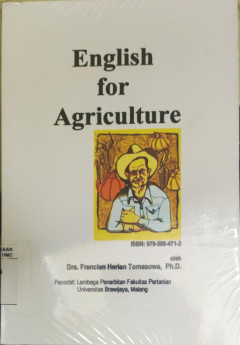 English
for
Agriculture
ISBN: 979-508-471-2
oleh
Dra. Francien Herlen Tomasowa, Ph.D.
Penerbit: Lembaga Penerbitan Fakultas Pertanian
Universitas Brawijaya, Malang
UMC